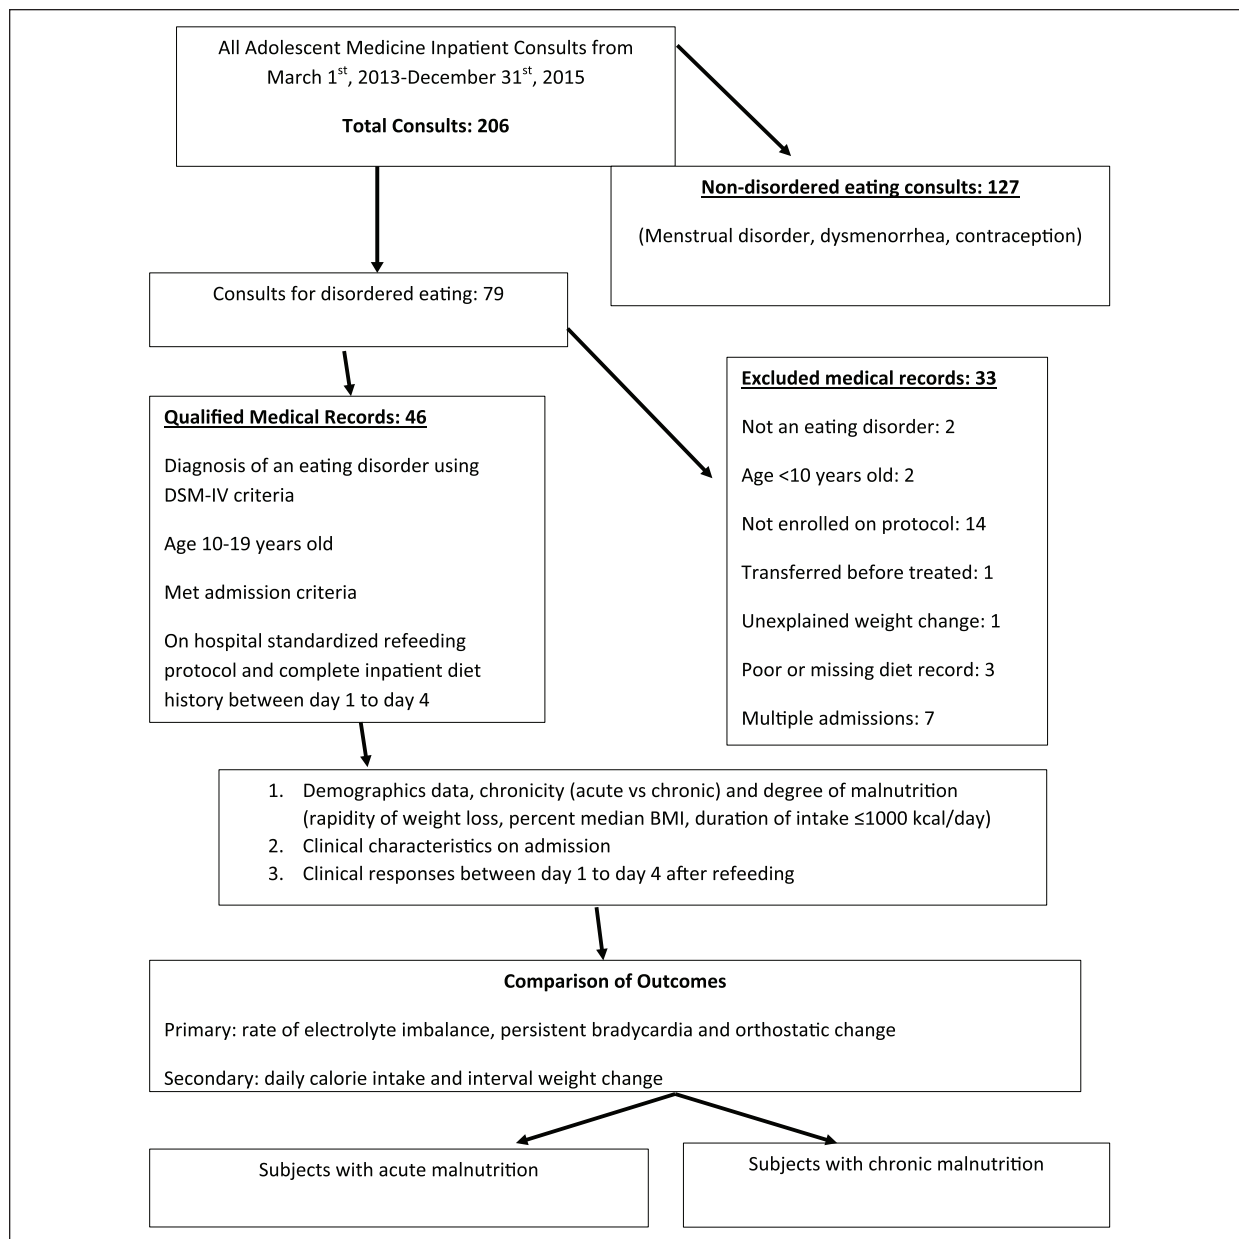 All Adolescent Medicine Inpatient Consults from
March 1st, 2013-December 31st, 2015
Total Consults: 206
Non-disordered eating consults: 127
(Menstrual disorder, dysmenorrhea, contraception)
Consults for disordered eating: 79
Excluded medical records: 33
Not an eating disorder: 2
Age <10 years old: 2
Not enrolled on protocol: 14
Transferred before treated: 1
Unexplained weight change: 1
Poor or missing diet record: 3
Multiple admissions: 7
Qualified Medical Records: 46
Diagnosis of an eating disorder using
DSM-IV criteria
Age 10-19 years old
Met admission criteria
On hospital standardized refeeding
protocol and complete inpatient diet
history between day 1 to day 4
1. Demographics data, chronicity (acute vs chronic) and degree of malnutrition
(rapidity of weight loss, percent median BMI, duration of intake ≤1000 kcal/day)
2. Clinical characteristics on admission
3. Clinical responses between day 1 to day 4 after refeeding
Comparison of Outcomes
Primary: rate of electrolyte imbalance, persistent bradycardia and orthostatic change
Secondary: daily calorie intake and interval weight change
Subjects with acute malnutrition
Subjects with chronic malnutrition